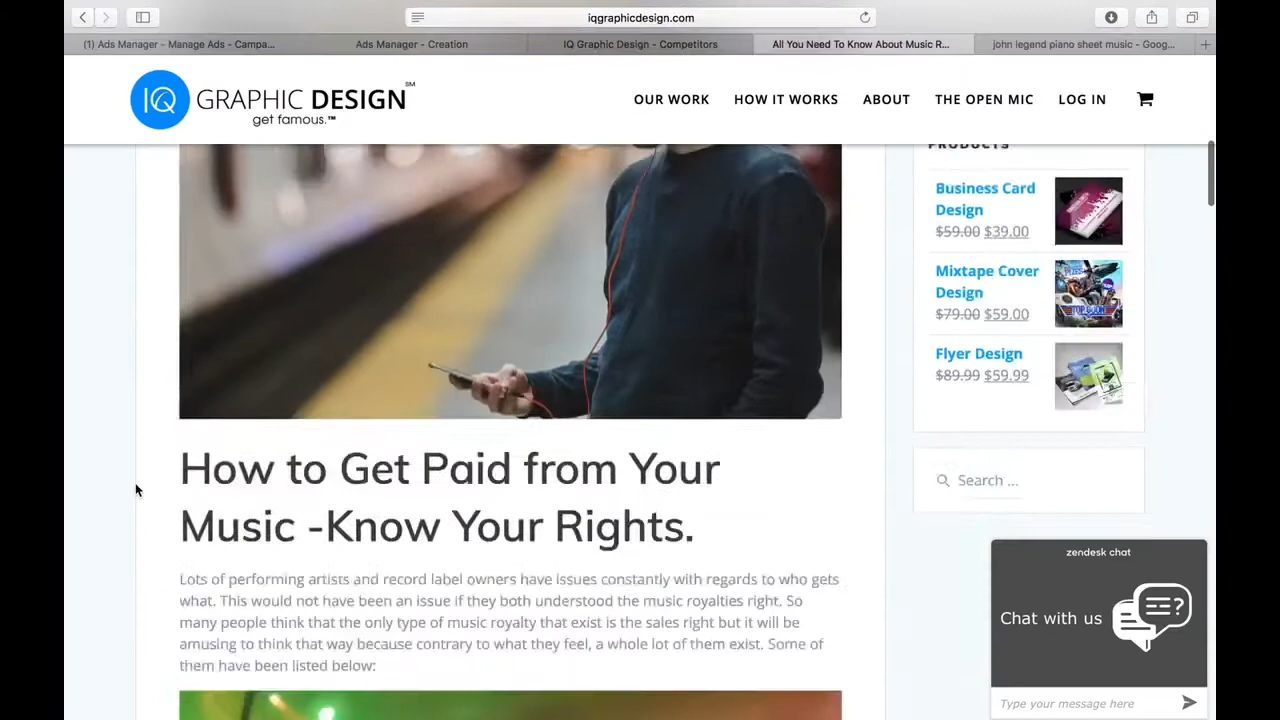 iqgraphicdesign.com
(1) Ads Manager - Manage Ads - Campa...
Ads Manager - Creation
IQ Graphic Design - Competitors
All You Need To Know About Music R...
john legend piano sheet music - Goog...
IQ GRAPHIC DESIGN℠
get famous.™
OUR WORK
HOW IT WORKS
ABOUT
THE OPEN MIC
LOG IN
PRODUCTS
Business Card
Design
$59.00 $39.00
Mixtape Cover
Design
$79.00 $59.00
Flyer Design
$89.99 $59.99
Search ...
How to Get Paid from Your
Music -Know Your Rights.
Lots of performing artists and record label owners have issues constantly with regards to who gets
what. This would not have been an issue if they both understood the music royalties right. So
many people think that the only type of music royalty that exist is the sales right but it will be
amusing to think that way because contrary to what they feel, a whole lot of them exist. Some of
them have been listed below:
zendesk chat
Chat with us
Type your message here